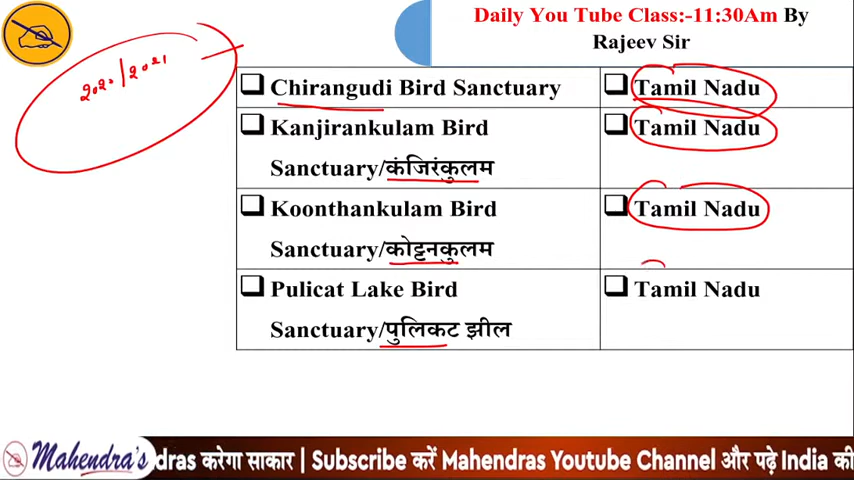 Daily You Tube Class:-11:30Am By
Rajeev Sir
2020/2021
❑ Chirangudi Bird Sanctuary ❑ Tamil Nadu
❑ Kanjirankulam Bird ❑ Tamil Nadu
Sanctuary/कंजिरंकुलम
❑ Koonthankulam Bird ❑ Tamil Nadu
Sanctuary/कोट्टनकुलम
❑ Pulicat Lake Bird ❑ Tamil Nadu
Sanctuary/पुलिकट झील
Mahendra's dras करेगा साकार | Subscribe करें Mahendras Youtube Channel और पढ़े India की